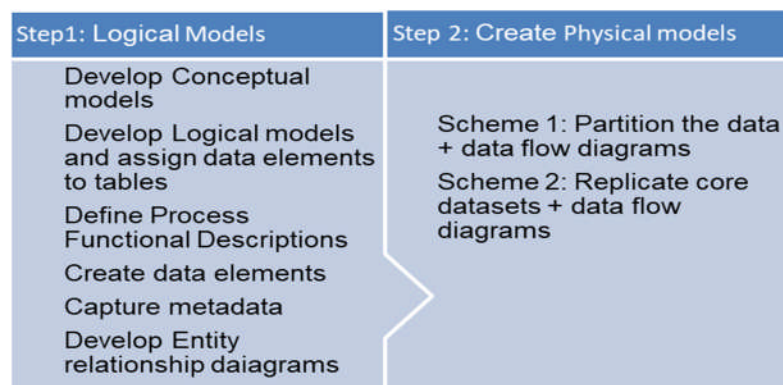 Step1: Logical Models
Develop Conceptual
models
Develop Logical models
and assign data elements
to tables
Define Process
Functional Descriptions
Create data elements
Capture metadata
Develop Entity
relationship daiagrams
Step 2: Create Physical models
Scheme 1: Partition the data
+ data flow diagrams
Scheme 2: Replicate core
datasets + data flow
diagrams